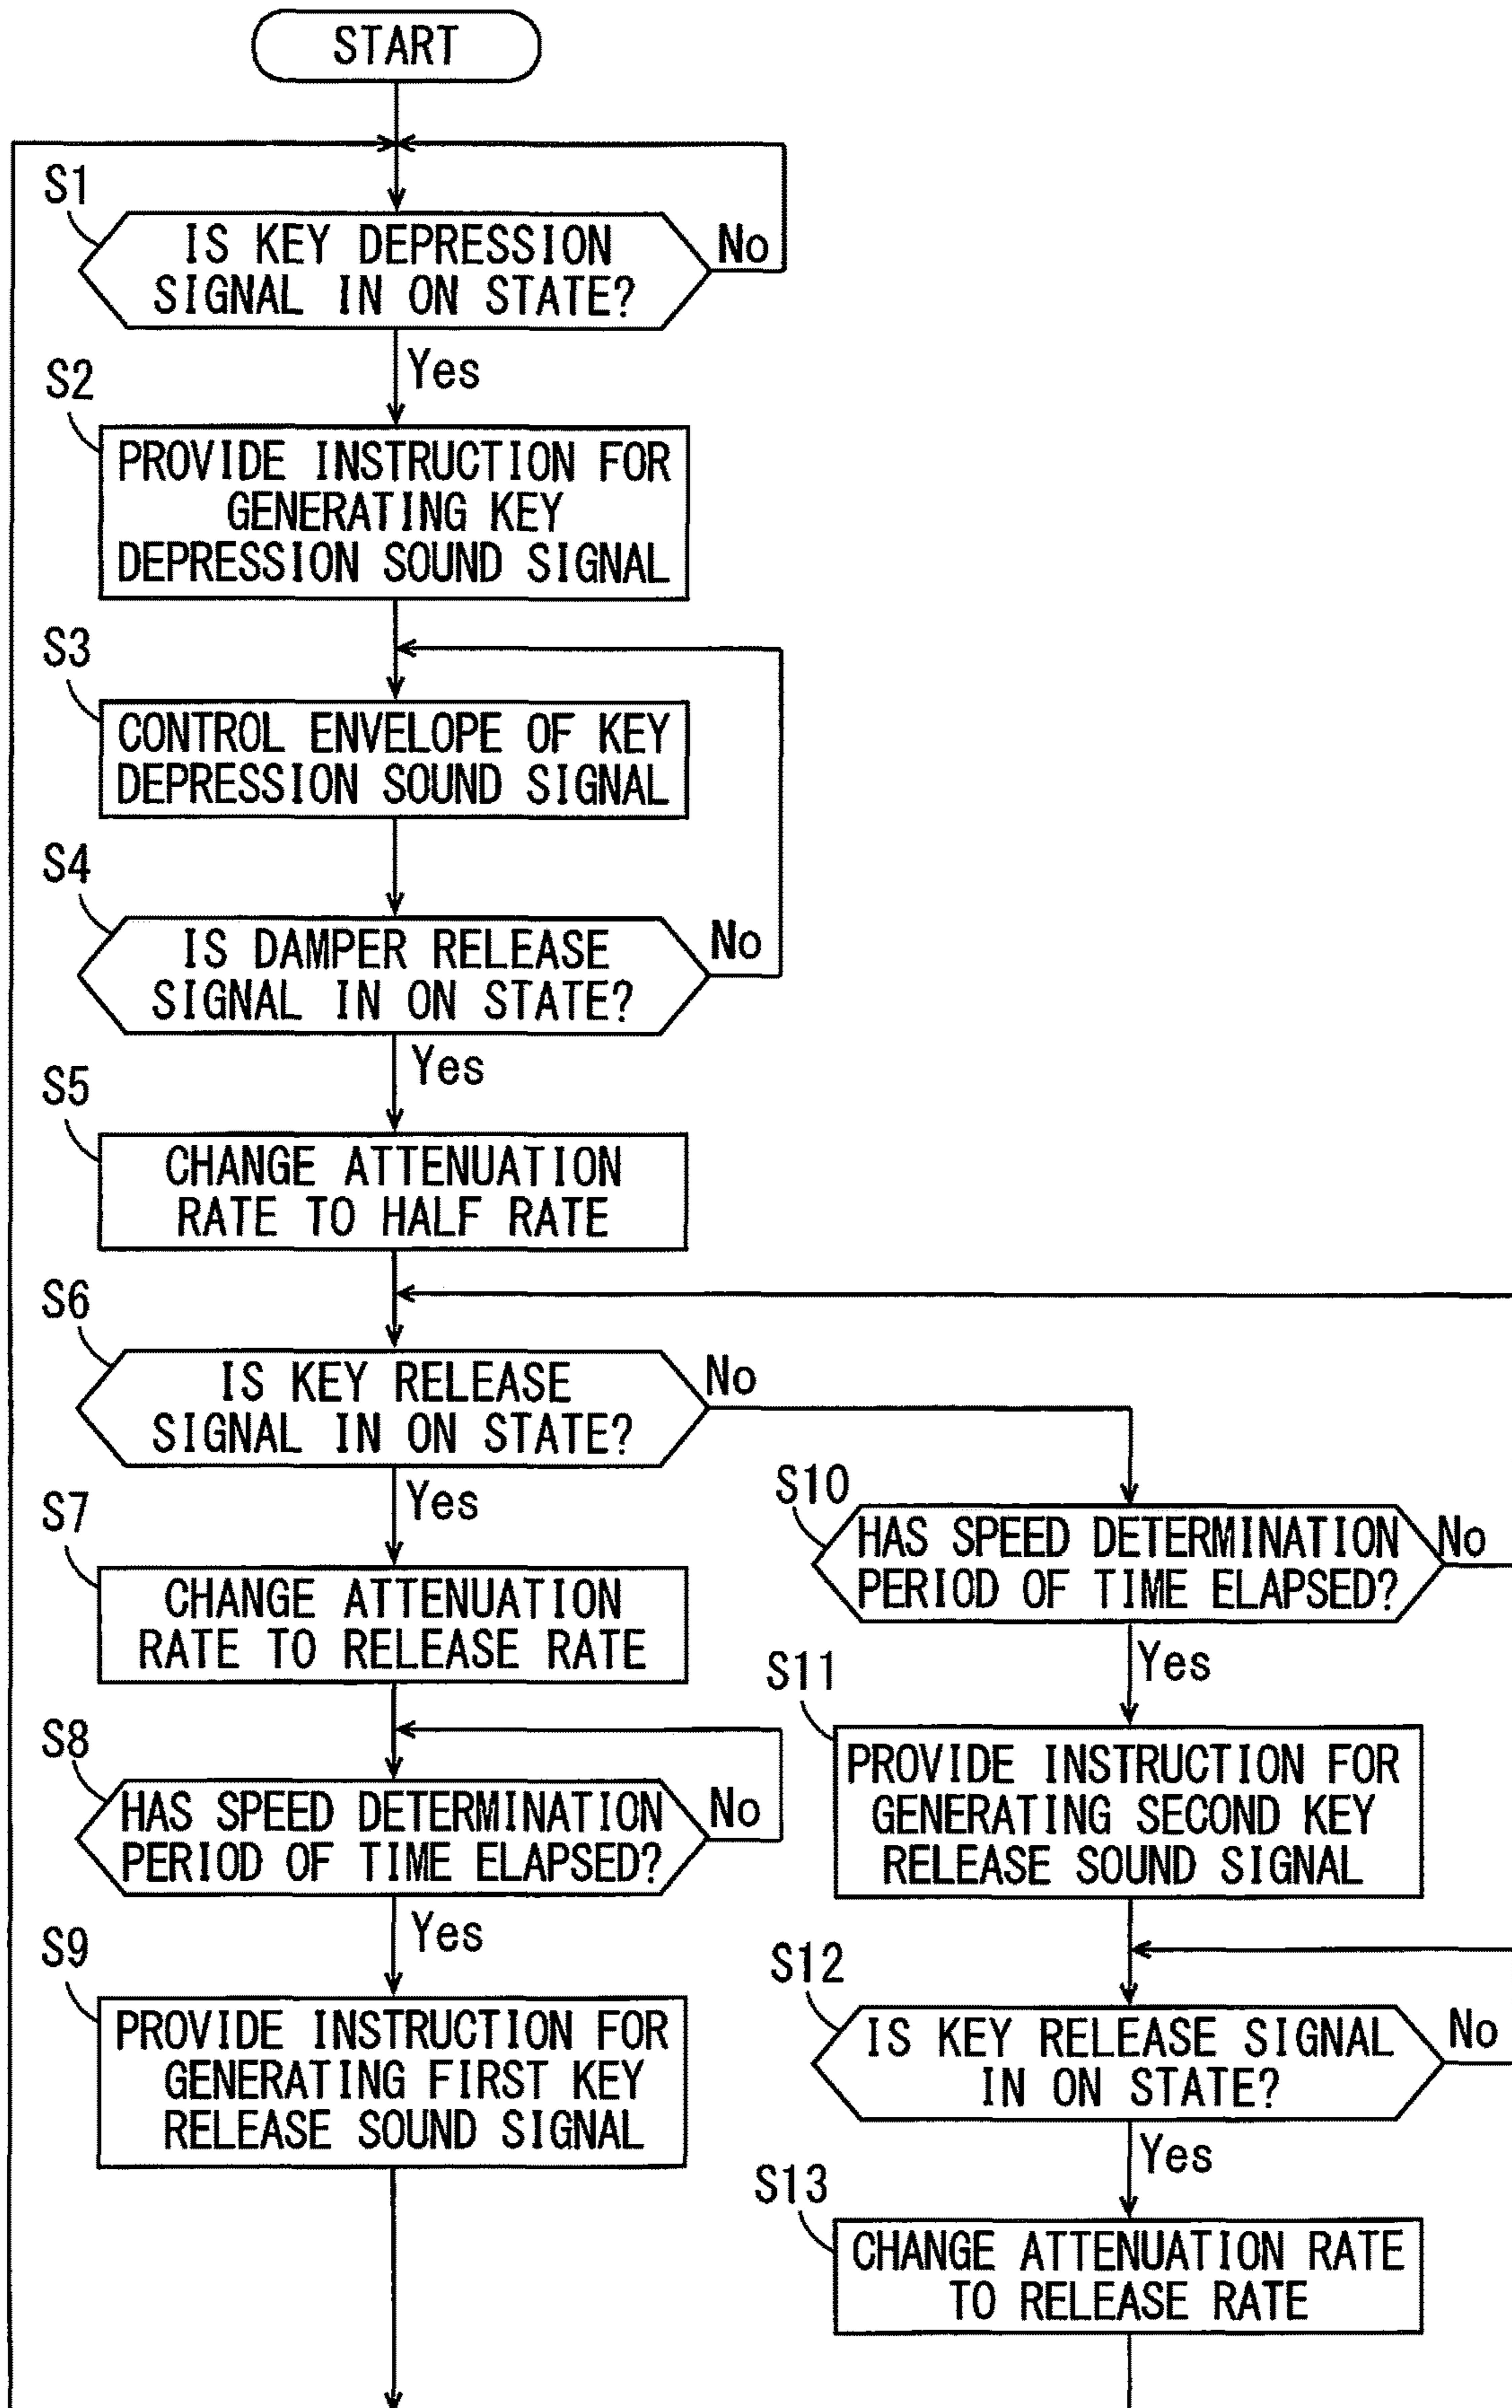 START
S1
IS KEY DEPRESSION
SIGNAL IN ON STATE?
No
Yes
S2
PROVIDE INSTRUCTION FOR
GENERATING KEY
DEPRESSION SOUND SIGNAL
S3
CONTROL ENVELOPE OF KEY
DEPRESSION SOUND SIGNAL
S4
IS DAMPER RELEASE
SIGNAL IN ON STATE?
No
Yes
S5
CHANGE ATTENUATION
RATE TO HALF RATE
S6
IS KEY RELEASE
SIGNAL IN ON STATE?
No
Yes
S7
CHANGE ATTENUATION
RATE TO RELEASE RATE
S8
HAS SPEED DETERMINATION
PERIOD OF TIME ELAPSED?
No
Yes
S9
PROVIDE INSTRUCTION FOR
GENERATING FIRST KEY
RELEASE SOUND SIGNAL
S10
HAS SPEED DETERMINATION
PERIOD OF TIME ELAPSED?
No
Yes
S11
PROVIDE INSTRUCTION FOR
GENERATING SECOND KEY
RELEASE SOUND SIGNAL
S12
IS KEY RELEASE SIGNAL
IN ON STATE?
No
Yes
S13
CHANGE ATTENUATION RATE
TO RELEASE RATE